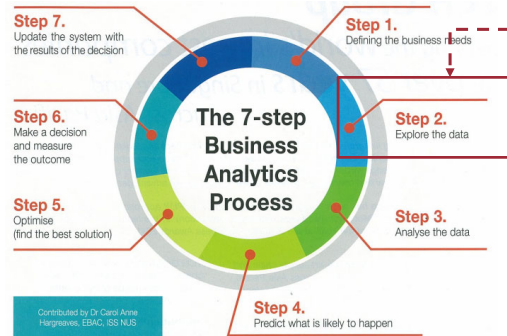 Step 7.
Update the system with
the results of the decision
Step 1.
Defining the business needs
Step 6.
Make a decision
and measure
the outcome
The 7-step
Business
Analytics
Process
Step 2.
Explore the data
Step 5.
Optimise
(find the best solution)
Step 3.
Analyse the data
Step 4.
Predict what is likely to happen
Contributed by Dr Carol Anne
Hargreaves, EBAC, ISS NUS